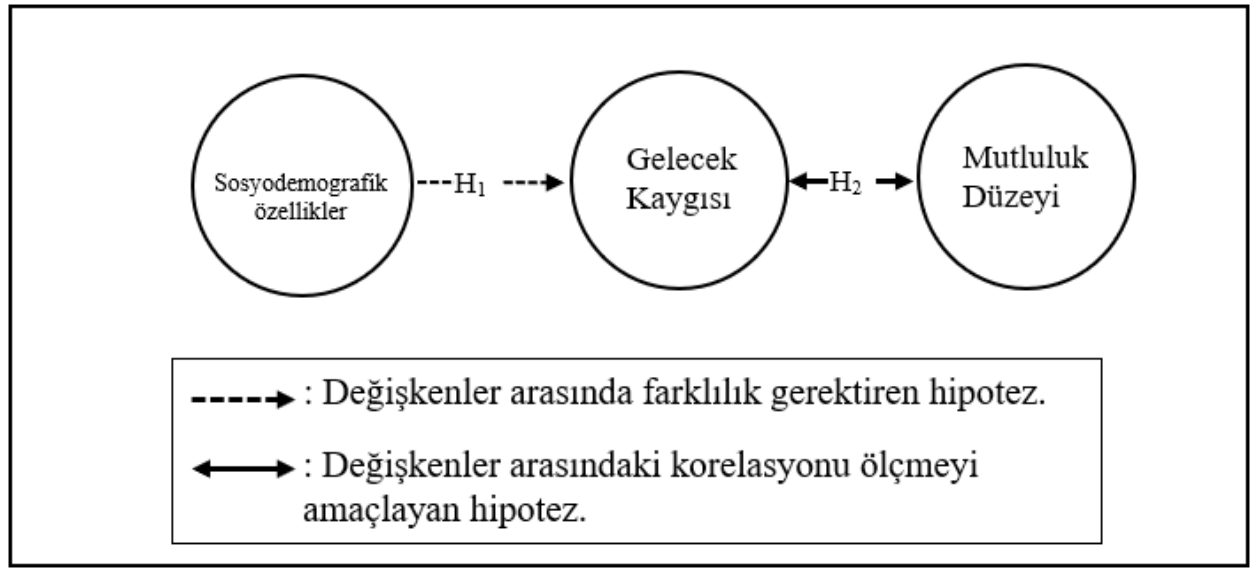 Sosyodemografik
özellikler
---H₁ ---
Gelecek
Kaygısı
H₂
Mutluluk
Düzeyi
: Değişkenler arasında farklılık gerektiren hipotez.
: Değişkenler arasındaki korelasyonu ölçmeyi
amaçlayan hipotez.